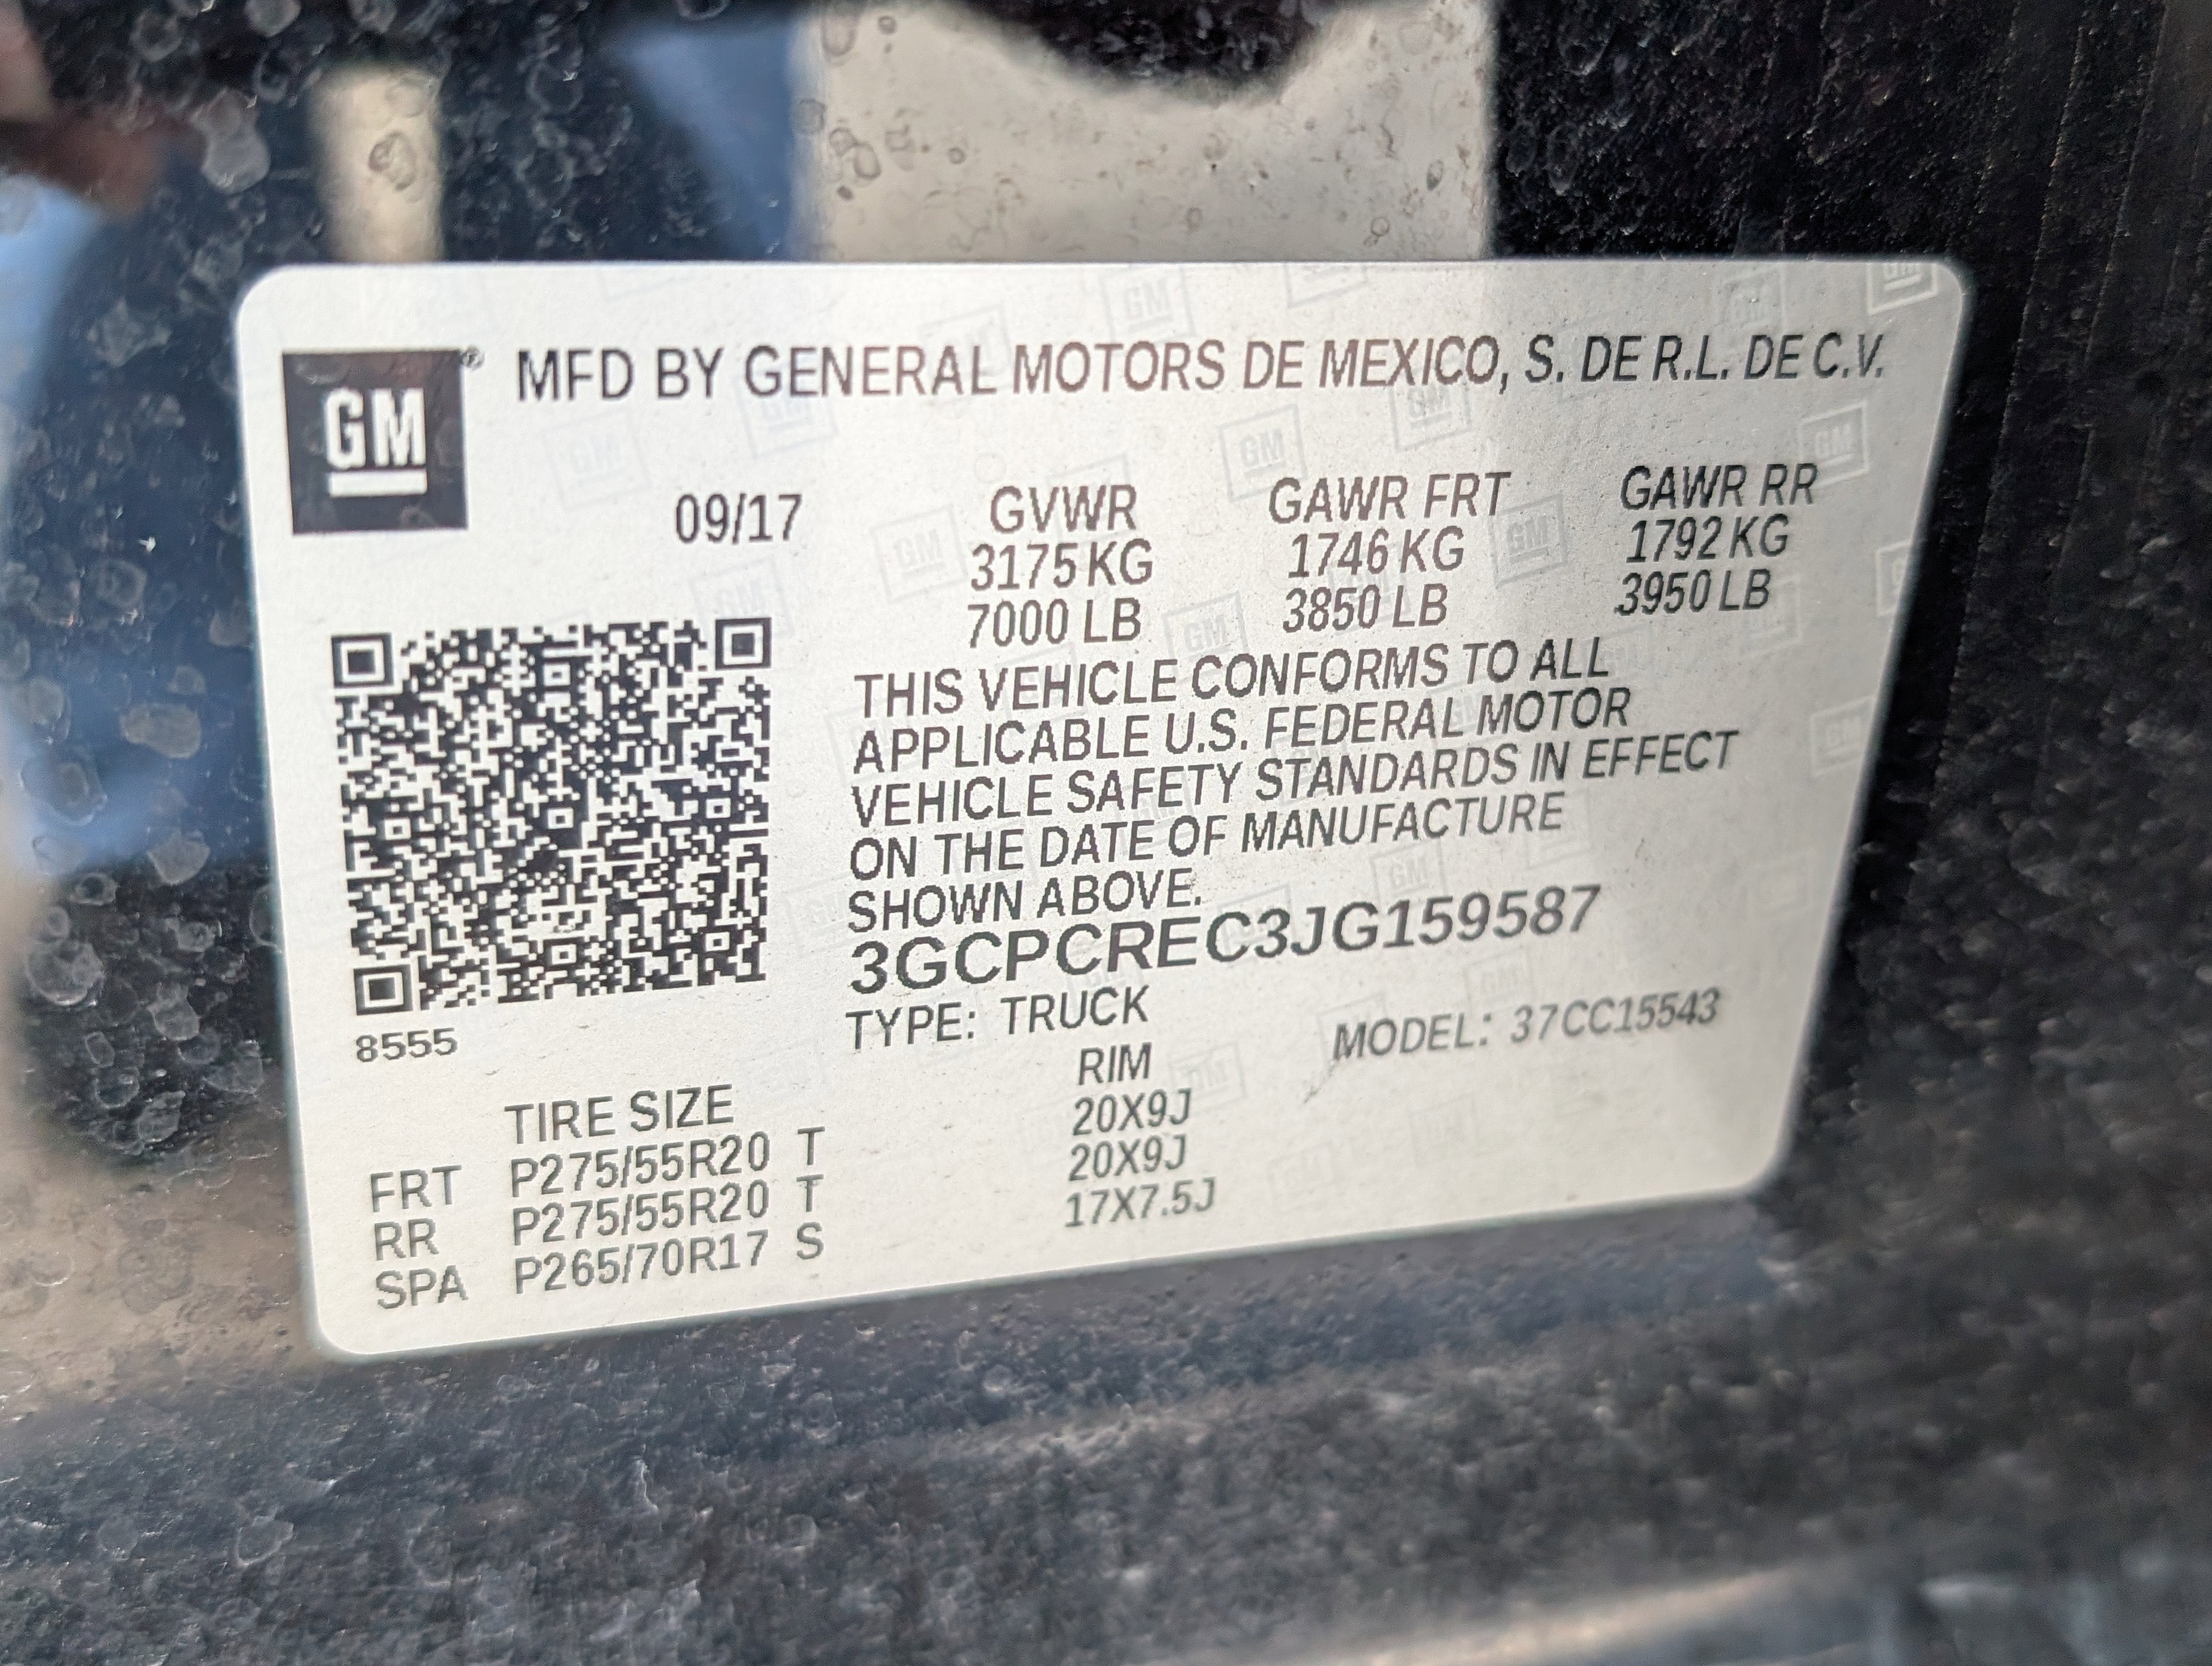 GM® MFD BY GENERAL MOTORS DE MEXICO, S. DE R.L. DE C.V.
09/17 GVWR GAWR FRT GAWR RR
3175 KG 1746 KG 1792 KG
7000 LB 3850 LB 3950 LB
THIS VEHICLE CONFORMS TO ALL
APPLICABLE U.S. FEDERAL MOTOR
VEHICLE SAFETY STANDARDS IN EFFECT
ON THE DATE OF MANUFACTURE
SHOWN ABOVE.
3GCPCREC3JG159587
8555
TYPE: TRUCK MODEL: 37CC15543
TIRE SIZE RIM
FRT P275/55R20 T 20X9J
RR P275/55R20 T 20X9J
SPA P265/70R17 S 17X7.5J